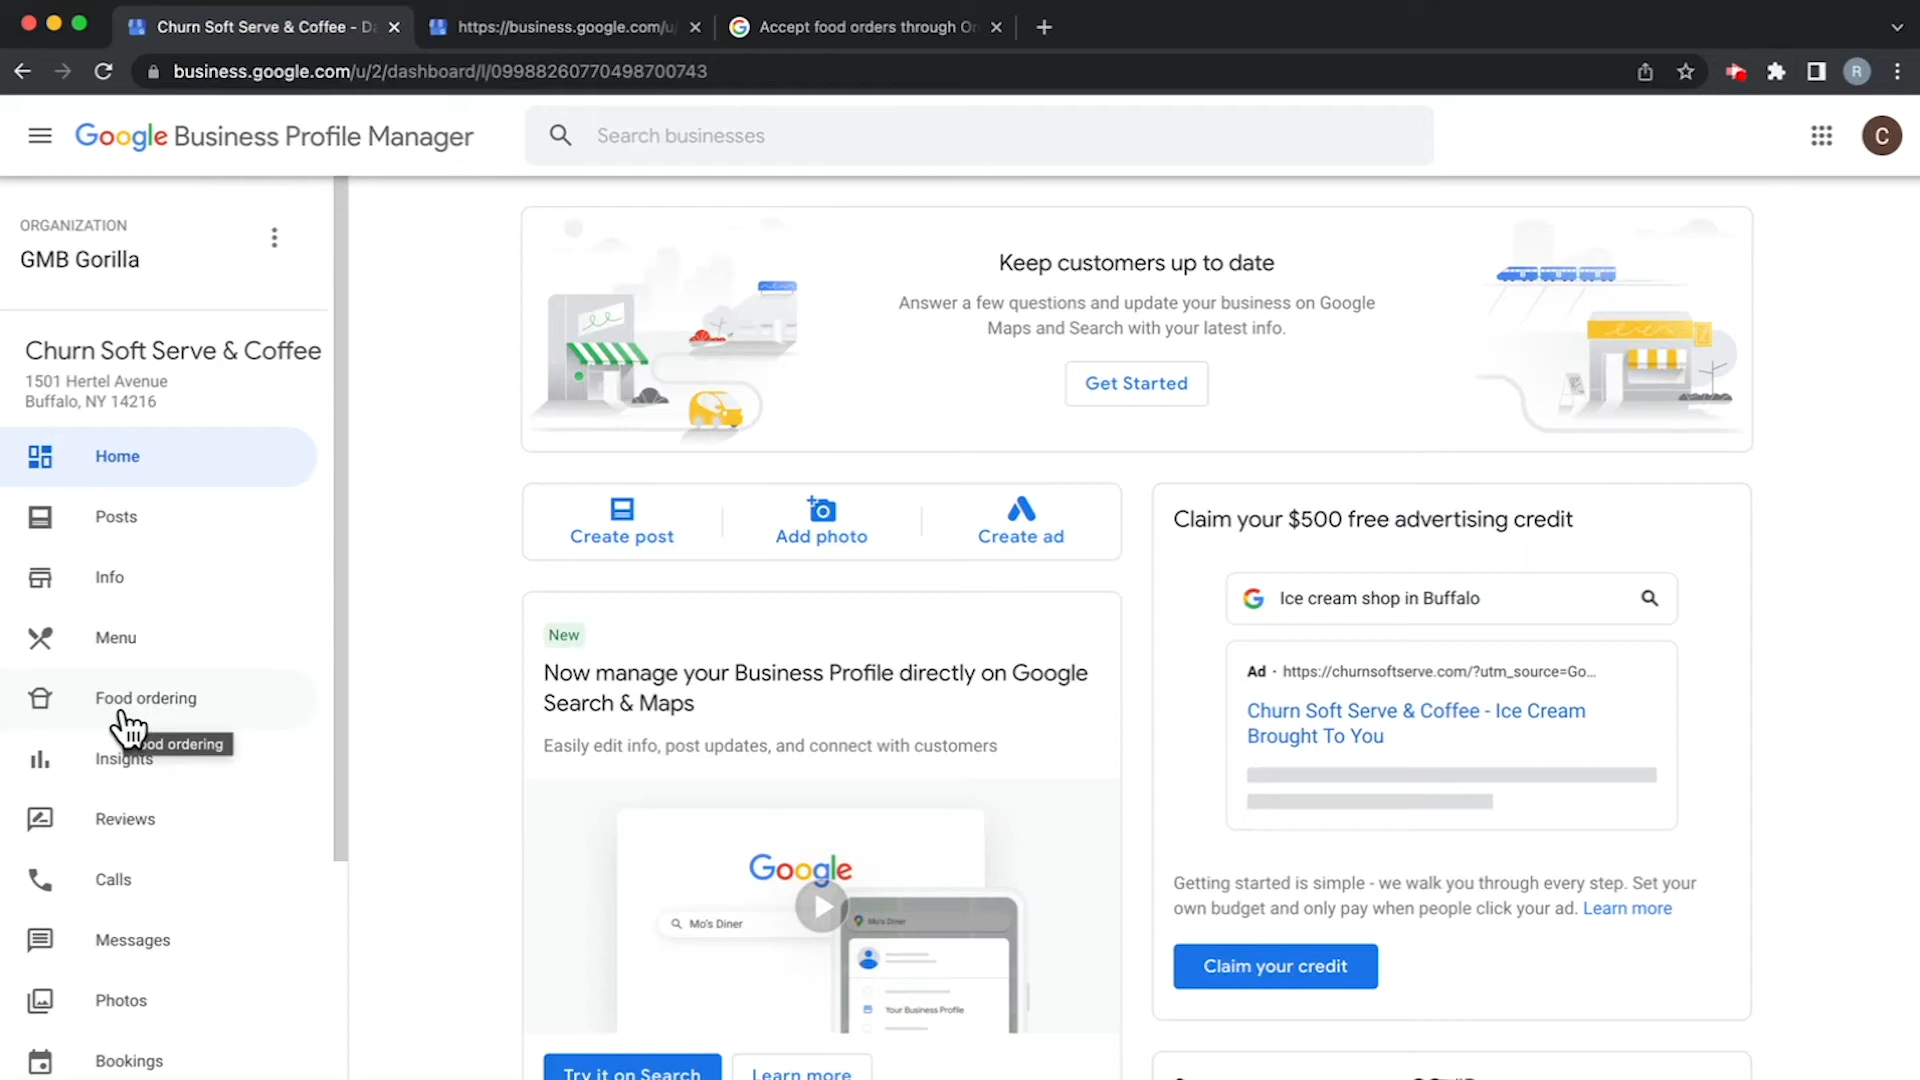 Churn Soft Serve & Coffee - Da
https://business.google.com/u/
Accept food orders through Or
business.google.com/u/2/dashboard/l/09988260770498700743
R
Google Business Profile Manager
Search businesses
C
ORGANIZATION
GMB Gorilla
Churn Soft Serve & Coffee
1501 Hertel Avenue
Buffalo, NY 14216
Home
Posts
Info
Menu
Food ordering
ood ordering
Insights
Reviews
Calls
Messages
Photos
Bookings
Keep customers up to date
Answer a few questions and update your business on Google
Maps and Search with your latest info.
Get Started
Create post
Add photo
Create ad
New
Now manage your Business Profile directly on Google
Search & Maps
Easily edit info, post updates, and connect with customers
Google
Mo's Diner
Mo's Diner
Your Business Profile
Try it on Search
Learn more
Claim your $500 free advertising credit
Ice cream shop in Buffalo
Ad · https://churnsoftserve.com/?utm_source=Go...
Churn Soft Serve & Coffee - Ice Cream
Brought To You
Getting started is simple - we walk you through every step. Set your
own budget and only pay when people click your ad. Learn more
Claim your credit